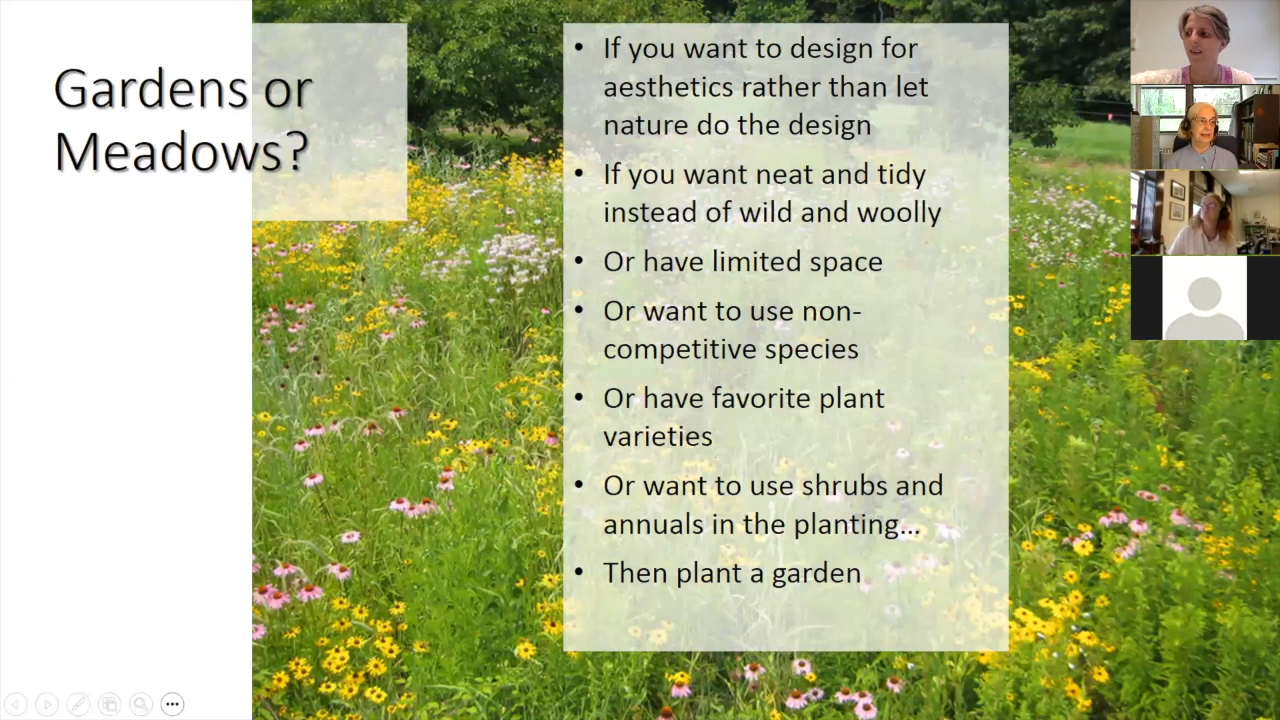 Gardens or
Meadows?
• If you want to design for
aesthetics rather than let
nature do the design
• If you want neat and tidy
instead of wild and woolly
• Or have limited space
• Or want to use non-
competitive species
• Or have favorite plant
varieties
• Or want to use shrubs and
annuals in the planting…
• Then plant a garden